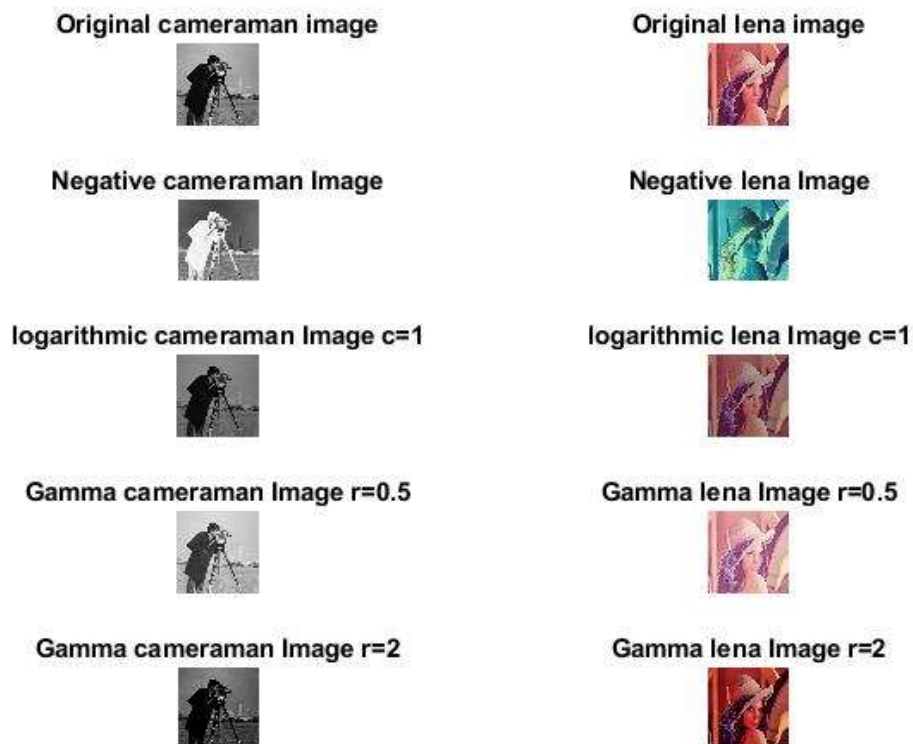 Original cameraman image
Original lena image
Negative cameraman Image
Negative lena Image
logarithmic cameraman Image c=1
logarithmic lena Image c=1
Gamma cameraman Image r=0.5
Gamma lena Image r=0.5
Gamma cameraman Image r=2
Gamma lena Image r=2